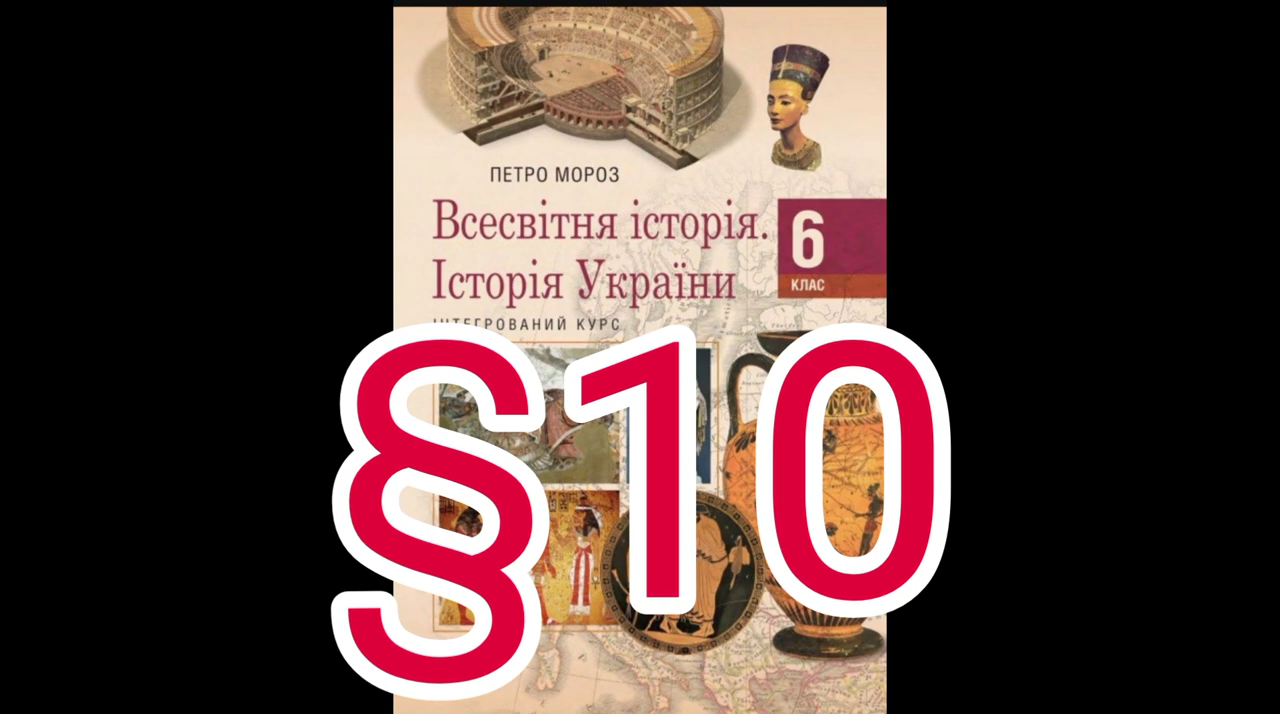 ПЕТРО МОРОЗ
Всесвітня історія.
Історія України
6
КЛАС
ІНТЕГРОВАНИЙ КУРС
§10